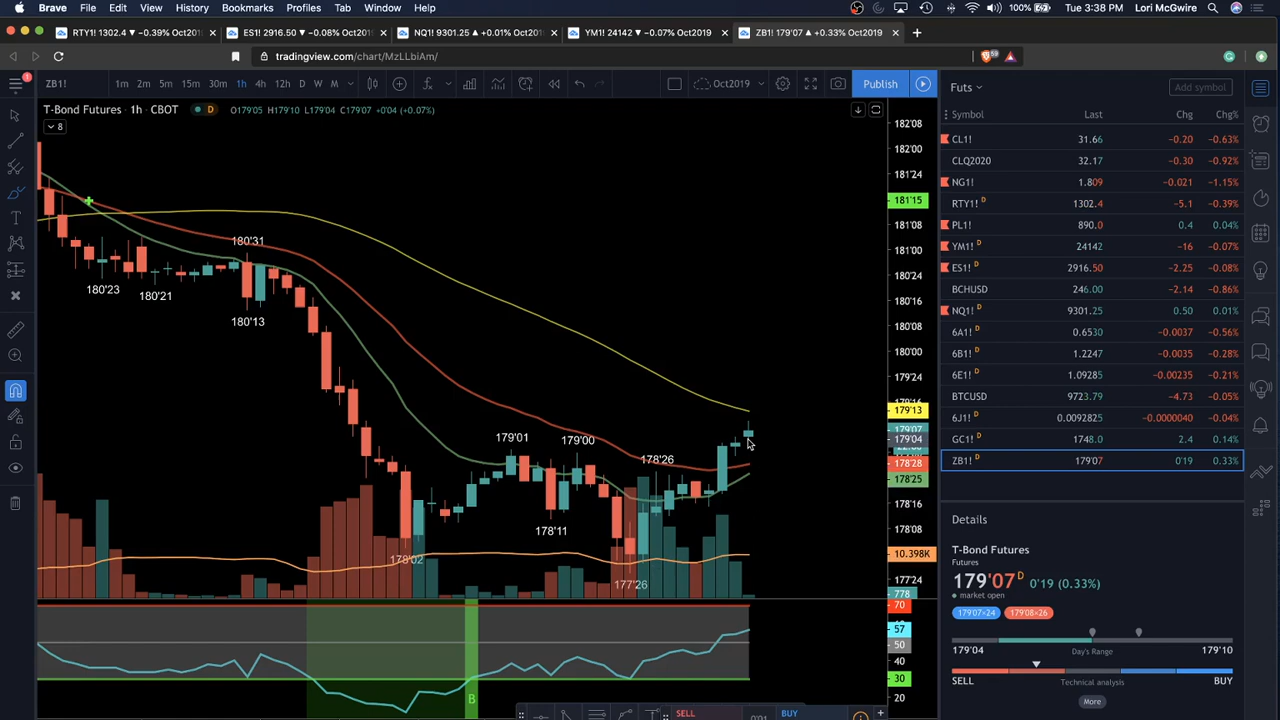 Brave File Edit View History Bookmarks Profiles Tab Window Help 100% Tue 3:38 PM Lori McGwire
RTY1! 1302.4 ▼ −0.39% Oct2019 × ES1! 2916.50 ▼ −0.08% Oct2019 × NQ1! 9301.25 ▲ +0.01% Oct2019 × YM1! 24142 ▼ −0.07% Oct2019 × ZB1! 179'07 ▲ +0.33% Oct2019 ×
tradingview.com/chart/MzLLbiAm/
ZB1! 1m 2m 5m 15m 30m 1h 4h 12h D W M Oct2019 Publish
T-Bond Futures · 1h · CBOT D O179'05 H179'10 L179'04 C179'07 +0'04 (+0.07%)
8
182'08
182'00
181'24
181'15
181'08
181'00
180'24
180'16
180'08
180'00
179'24
179'13
179'07
179'04
178'28
178'25
178'16
178'08
10.398K
177'24
778
70
57
50
40
30
20
180'31
180'23
180'21
180'13
179'01
179'00
178'26
178'11
178'02
177'26
B
SELL
BUY
Futs
Add symbol
Symbol Last Chg Chg%
CL1! 31.66 −0.20 −0.63%
CLQ2020 32.17 −0.30 −0.92%
NG1! 1.809 −0.021 −1.15%
RTY1! D 1302.4 −5.1 −0.39%
PL1! 890.0 0.4 0.04%
YM1! D 24142 −16 −0.07%
ES1! D 2916.50 −2.25 −0.08%
BCHUSD 246.00 −2.14 −0.86%
NQ1! D 9301.25 0.50 0.01%
6A1! D 0.6530 −0.0037 −0.56%
6B1! D 1.2247 −0.0035 −0.28%
6E1! D 1.09285 −0.00235 −0.21%
BTCUSD 9723.79 −4.73 −0.05%
6J1! D 0.0092825 −0.0000040 −0.04%
GC1! D 1748.0 2.4 0.14%
ZB1! D 179'07 0'19 0.33%
Details
T-Bond Futures
Futures
179'07 D 0'19 (0.33%)
market open
179'07×24 179'08×26
179'04 Day's Range 179'10
SELL Technical analysis BUY
More